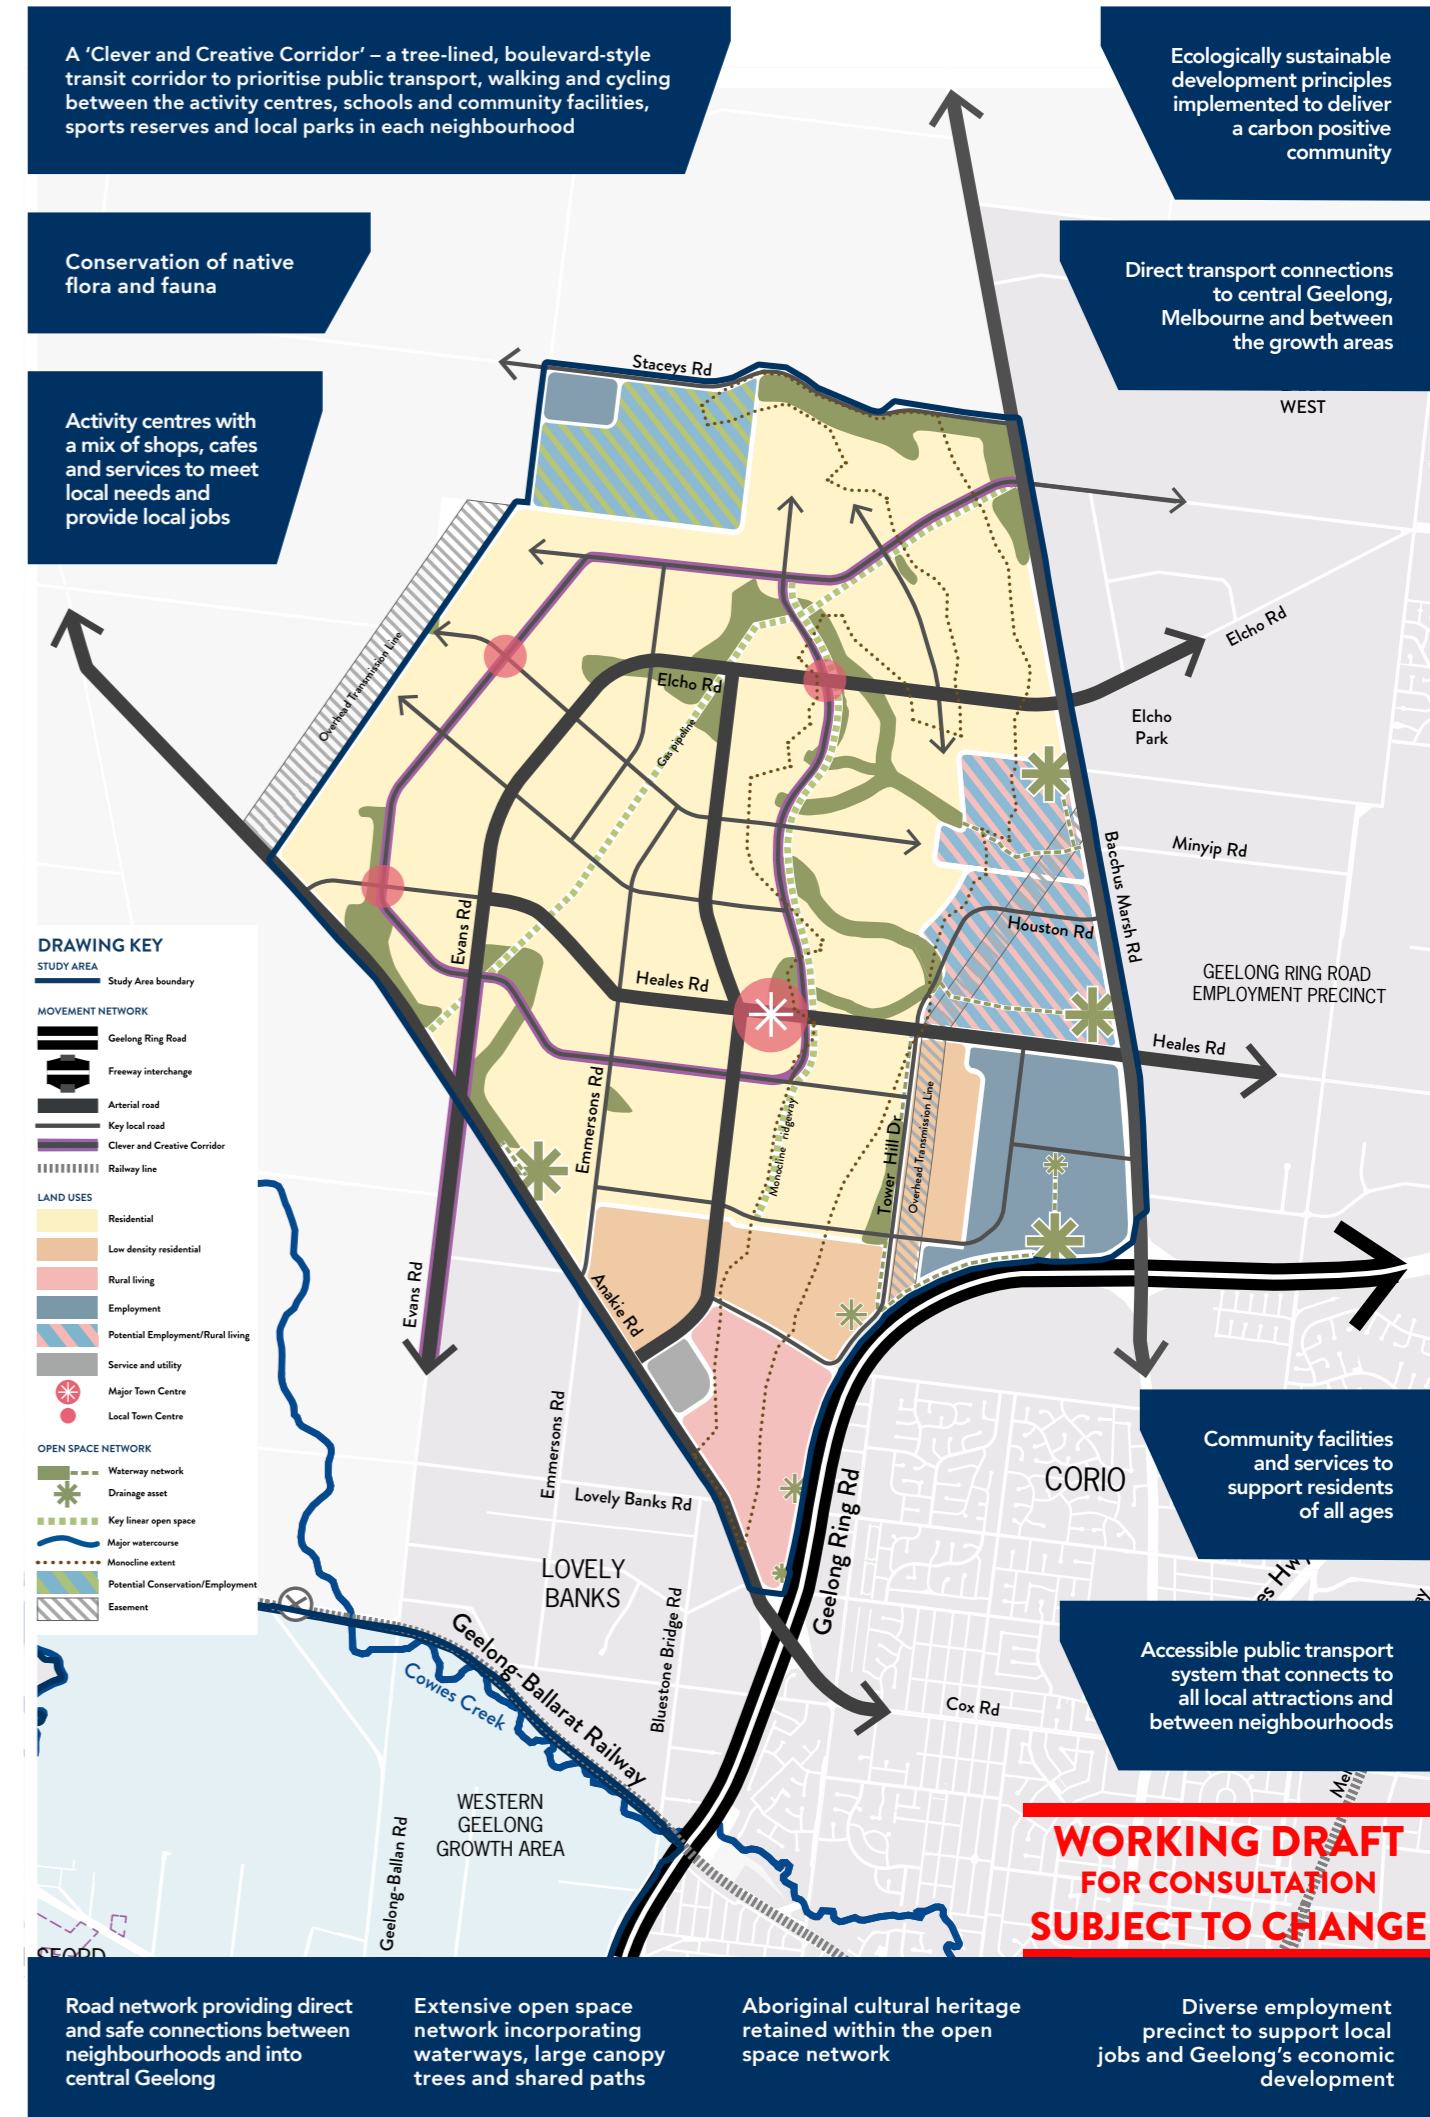 A ‘Clever and Creative Corridor’ – a tree-lined, boulevard-style
transit corridor to prioritise public transport, walking and cycling
between the activity centres, schools and community facilities,
sports reserves and local parks in each neighbourhood
Ecologically sustainable
development principles
implemented to deliver
a carbon positive
community
Conservation of native
flora and fauna
Direct transport connections
to central Geelong,
Melbourne and between
the growth areas
Activity centres with
a mix of shops, cafes
and services to meet
local needs and
provide local jobs
WEST
Staceys Rd
Overhead Transmission Line
Elcho Rd
Elcho Rd
Gas pipeline
Elcho
Park
Minyip Rd
Bacchus Marsh Rd
Houston Rd
Evans Rd
Heales Rd
GEELONG RING ROAD
EMPLOYMENT PRECINCT
Heales Rd
Emmersons Rd
Monocline ridgeway
Tower Hill Dr
Overhead Transmission Line
Evans Rd
Anakie Rd
Emmersons Rd
Lovely Banks Rd
LOVELY
BANKS
Bluestone Bridge Rd
Geelong Ring Rd
CORIO
Cox Rd
Geelong-Ballarat Railway
Cowies Creek
WESTERN
GEELONG
GROWTH AREA
Geelong-Ballan Rd
DRAWING KEY
STUDY AREA
Study Area boundary
MOVEMENT NETWORK
Geelong Ring Road
Freeway interchange
Arterial road
Key local road
Clever and Creative Corridor
Railway line
LAND USES
Residential
Low density residential
Rural living
Employment
Potential Employment/Rural living
Service and utility
Major Town Centre
Local Town Centre
OPEN SPACE NETWORK
Waterway network
Drainage asset
Key linear open space
Major watercourse
Monocline extent
Potential Conservation/Employment
Easement
Community facilities
and services to
support residents
of all ages
Accessible public transport
system that connects to
all local attractions and
between neighbourhoods
WORKING DRAFT
FOR CONSULTATION
SUBJECT TO CHANGE
Road network providing direct
and safe connections between
neighbourhoods and into
central Geelong
Extensive open space
network incorporating
waterways, large canopy
trees and shared paths
Aboriginal cultural heritage
retained within the open
space network
Diverse employment
precinct to support local
jobs and Geelong’s economic
development